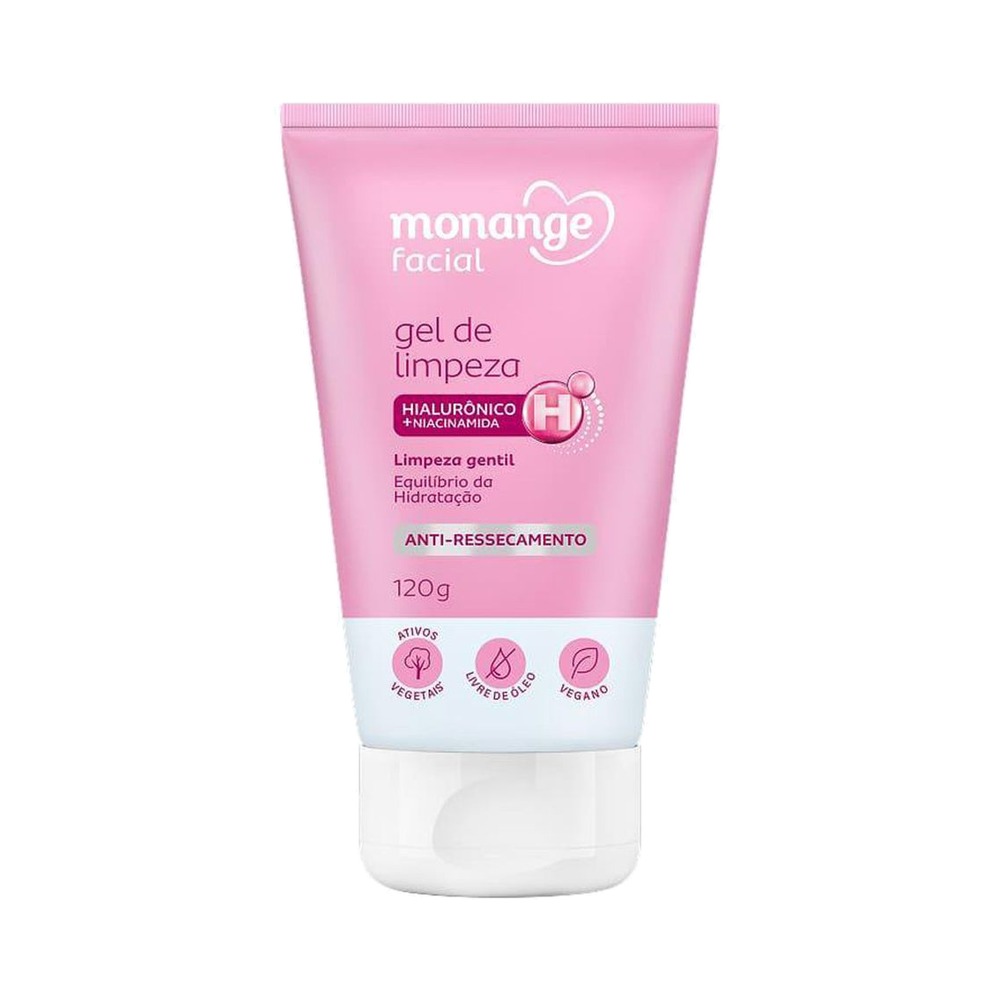 monange
facial
gel de
limpeza
HIALURÔNICO
+NIACINAMIDA
H
Limpeza gentil
Equilíbrio da
Hidratação
ANTI-RESSECAMENTO
120g
ATIVOS
VEGETAIS*
LIVRE DE ÓLEO
VEGANO